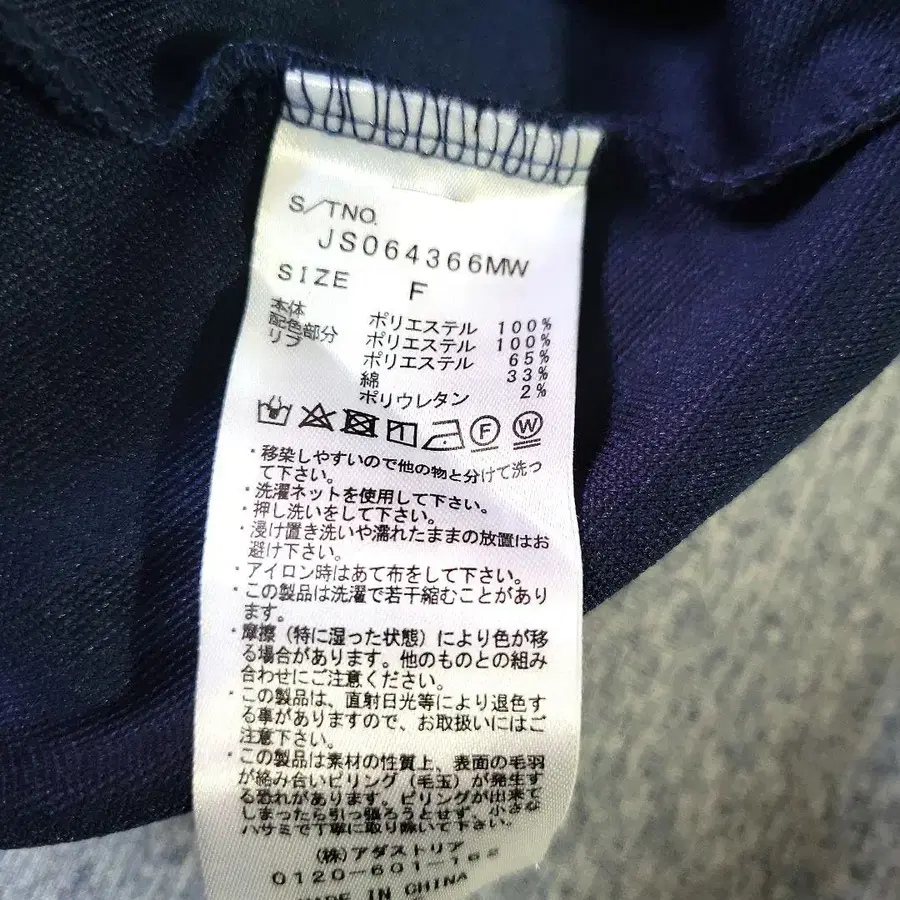 S/TNO.
JS064366MW
SIZE F
本体 ポリエステル 100%
配色部分 ポリエステル 100%
リブ ポリエステル 65%
綿 33%
ポリウレタン 2%
F W
・移染しやすいので他の物と分けて洗っ
て下さい。
・洗濯ネットを使用して下さい。
・押し洗いをして下さい。
・浸け置き洗いや濡れたままの放置はお
避け下さい。
・アイロン時はあて布をして下さい。
・この製品は洗濯で若干縮むことがあり
ます。
・摩擦(特に湿った状態)により色が移
る場合があります。他のものとの組み
合わせにご注意ください。
・この製品は、直射日光等により退色す
る事がありますので、お取扱いにはご
注意下さい。
・この製品は素材の性質上、表面の毛羽
が絡み合いピリング(毛玉)が発生す
る恐れがあります。ピリングが出来て
しまったら引っ張ろうとせず、小さな
ハサミで丁寧に取り除いて下さい。
(株)アダストリア
0120-601-162
MADE IN CHINA